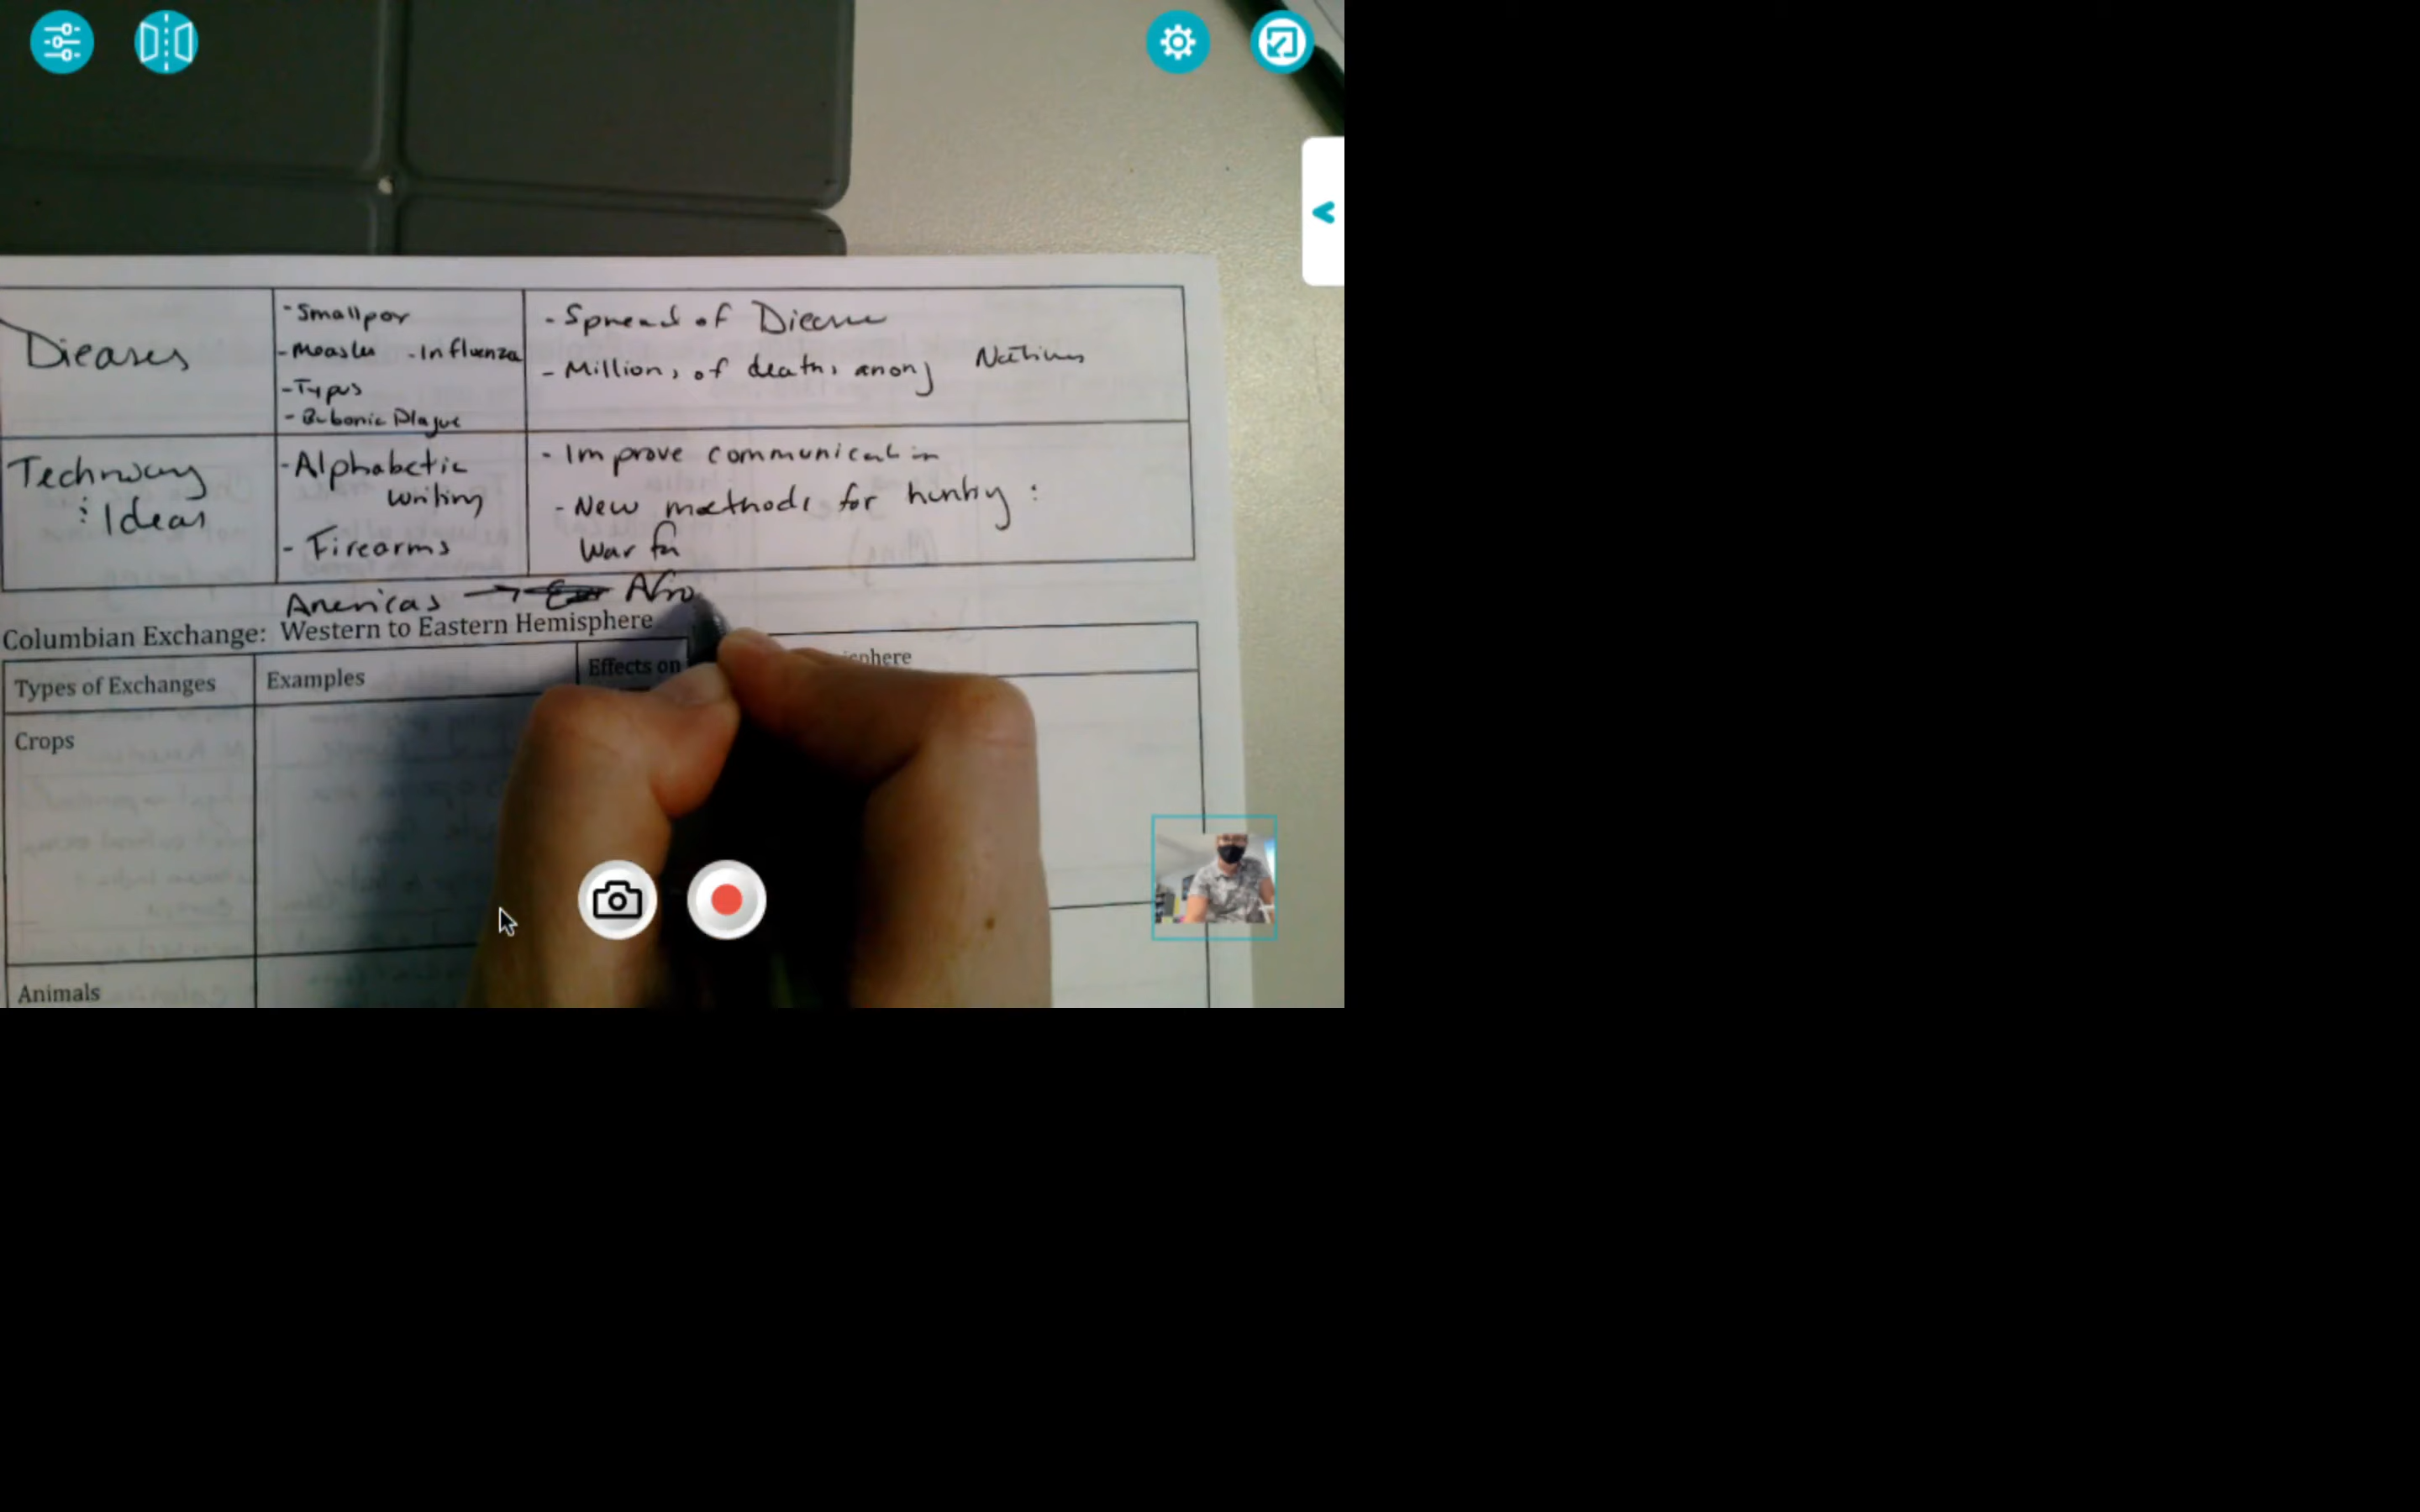 Dieases
- Smallpox
- Measles - Influenza
- Typus
- Bubonic Plague
- Spread of Diease
- Millions of deaths among Natives
Technology
: Ideas
- Alphabetic
writing
- Firearms
- Improve communication
- New methods for hunting :
War fa
Americas → Afro
Columbian Exchange: Western to Eastern Hemisphere
Types of Exchanges
Examples
Effects on
Crops
Animals